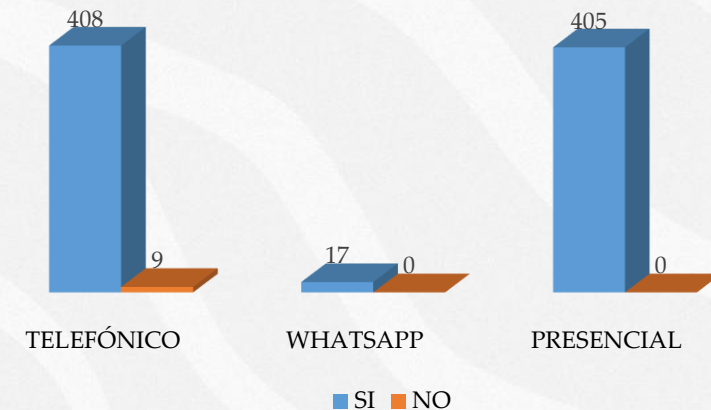 408
405
9
17
0
0
TELEFÓNICO
WHATSAPP
PRESENCIAL
SI
NO